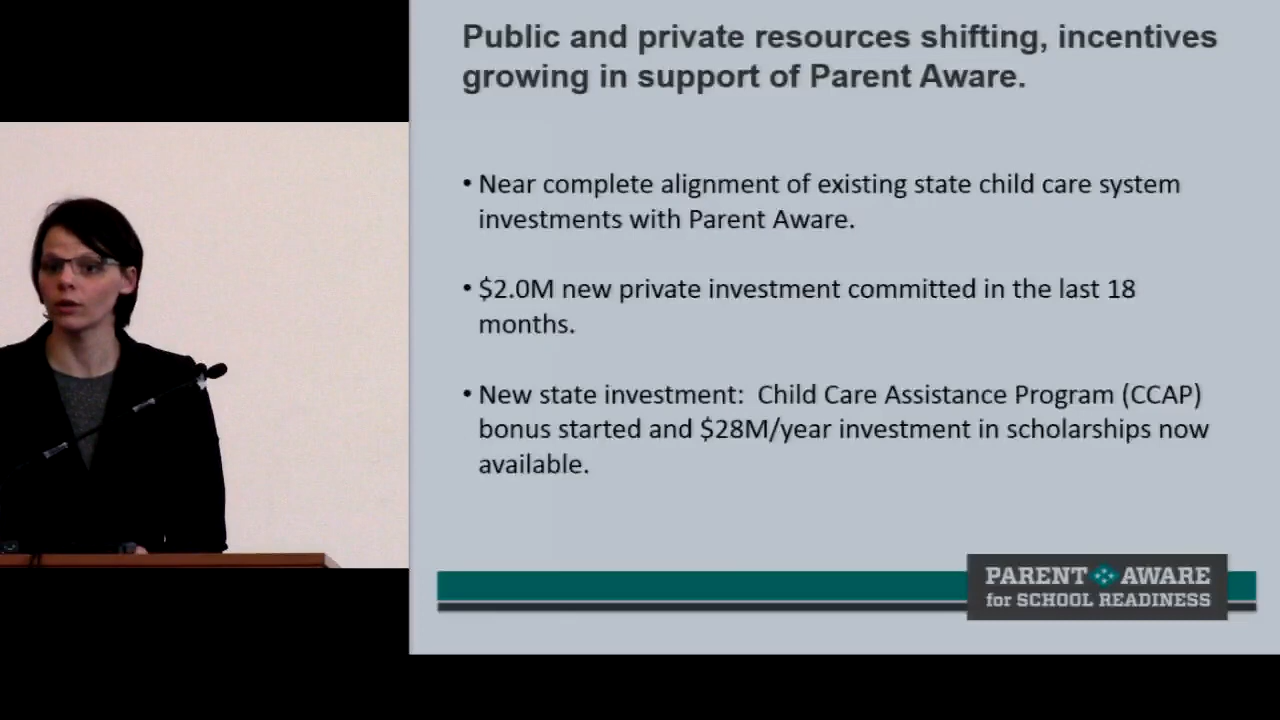 Public and private resources shifting, incentives
growing in support of Parent Aware.
• Near complete alignment of existing state child care system
investments with Parent Aware.
• $2.0M new private investment committed in the last 18
months.
• New state investment:  Child Care Assistance Program (CCAP)
bonus started and $28M/year investment in scholarships now
available.
PARENT AWARE
for SCHOOL READINESS